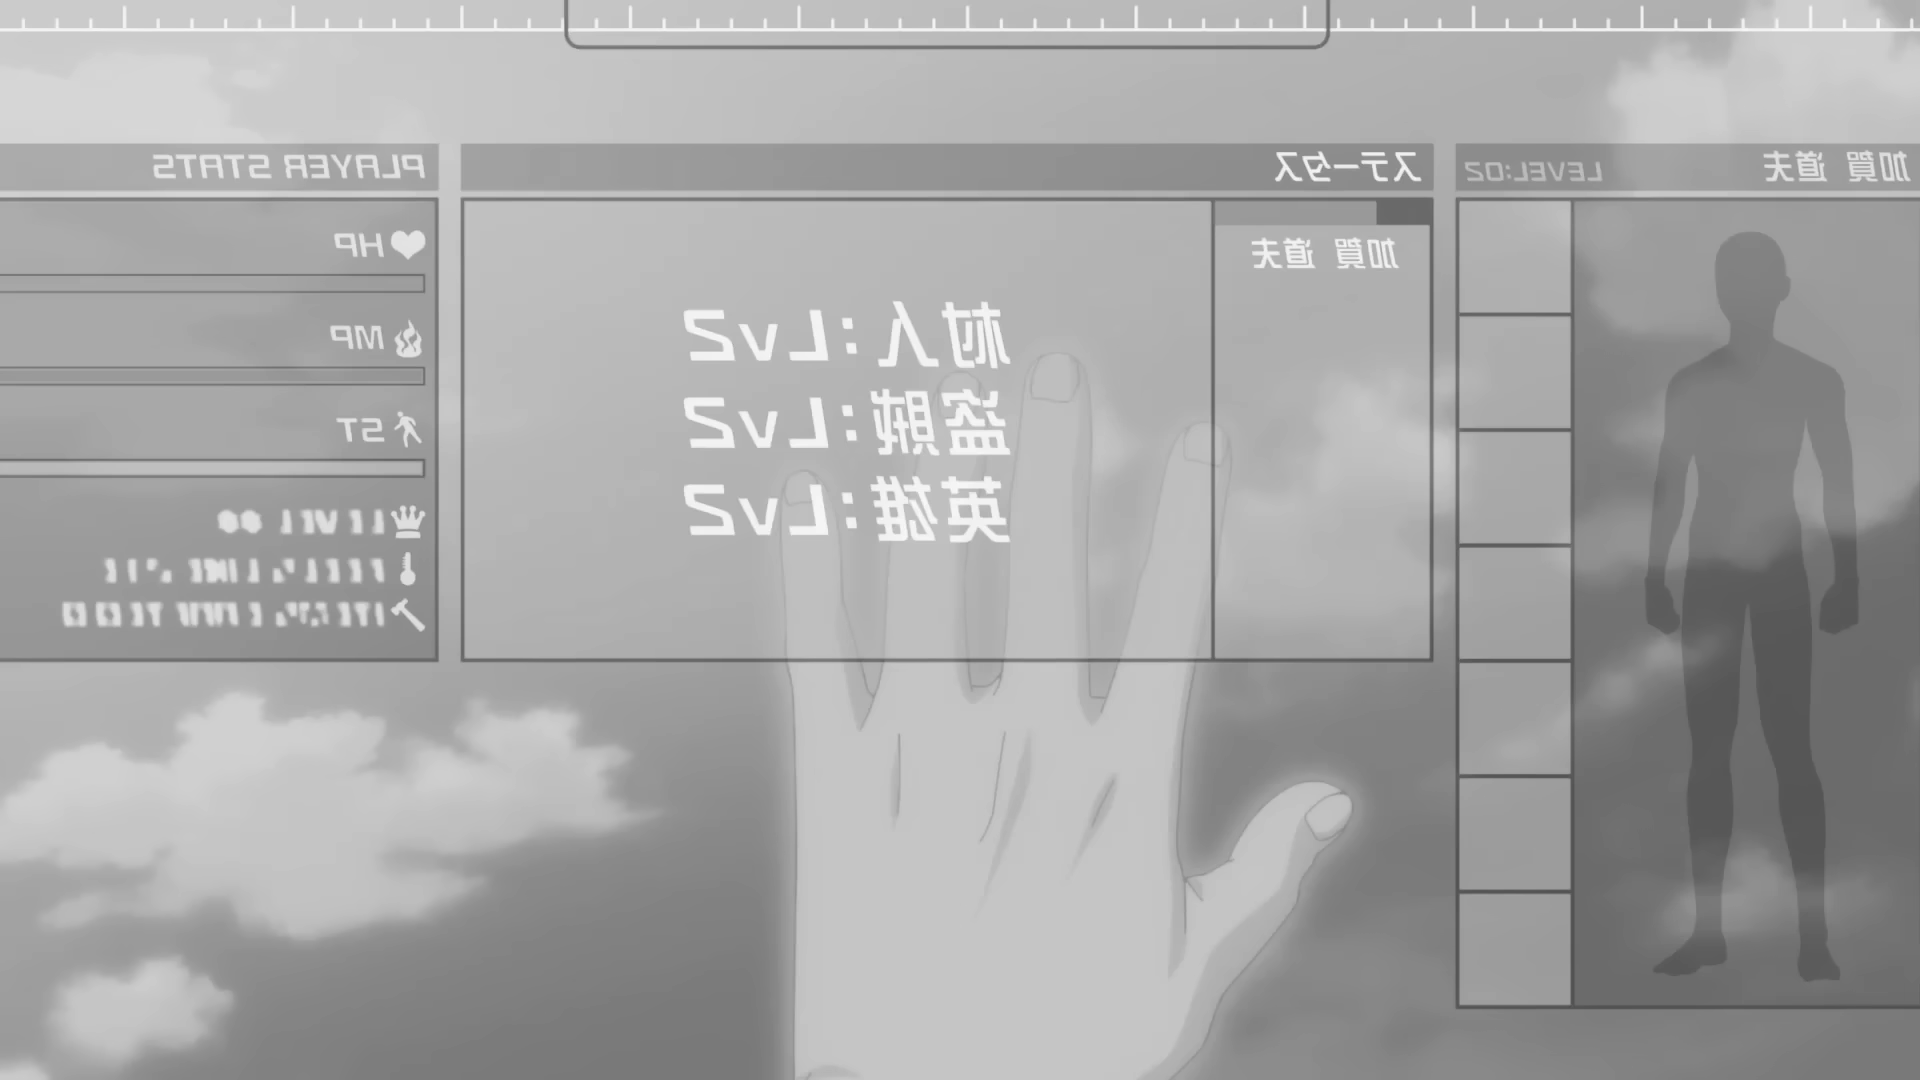 加賀 道夫 LEVEL:02
ステータス
加賀 道夫
村人:Lv2
盗賊:Lv2
英雄:Lv2
PLAYER STATS
HP
MP
ST